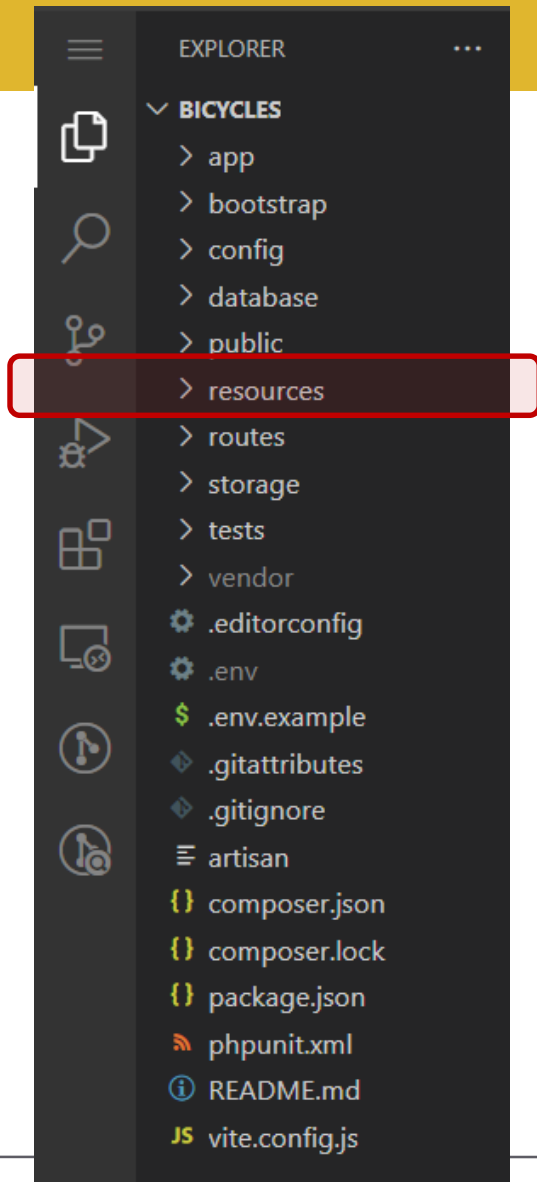 EXPLORER ...
BICYCLES
app
bootstrap
config
database
public
resources
routes
storage
tests
vendor
.editorconfig
.env
$ .env.example
.gitattributes
.gitignore
artisan
{} composer.json
{} composer.lock
{} package.json
phpunit.xml
README.md
JS vite.config.js